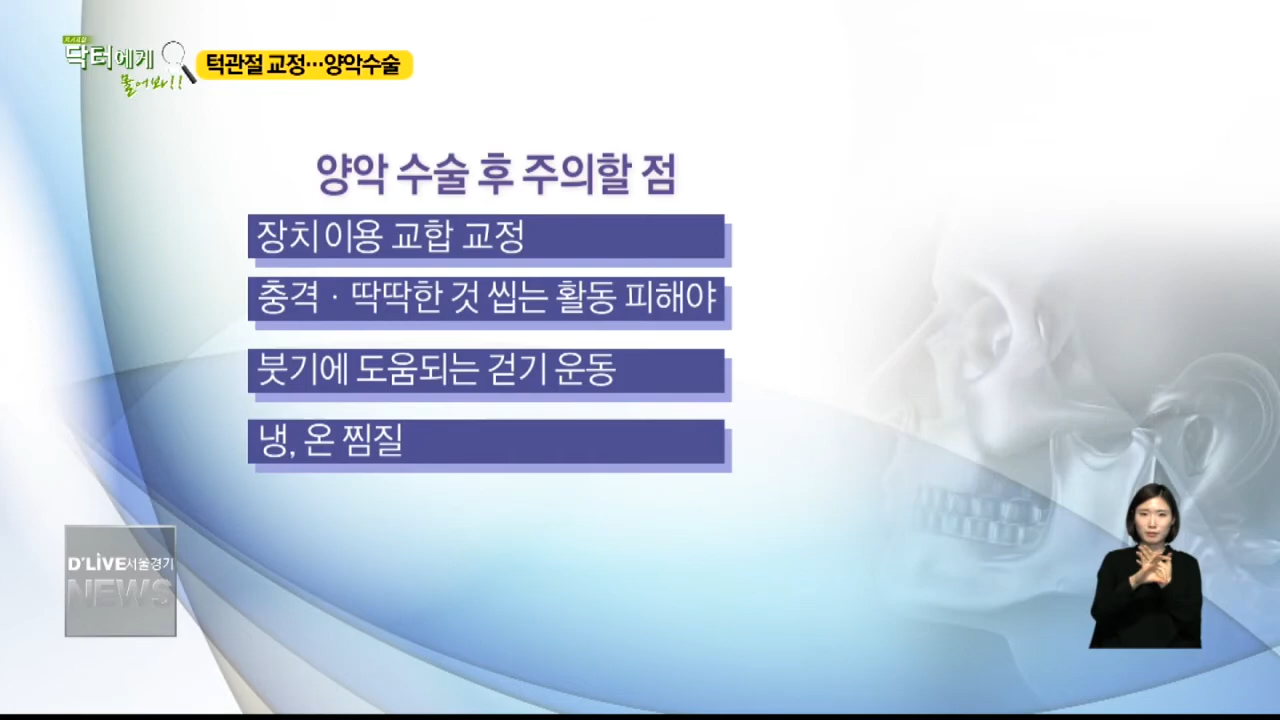 닥터에게
물어봐!!
턱관절 교정…양악수술
양악 수술 후 주의할 점
장치 이용 교합 교정
충격 · 딱딱한 것 씹는 활동 피해야
붓기에 도움되는 걷기 운동
냉, 온 찜질
D'LIVE서울경기
NEWS